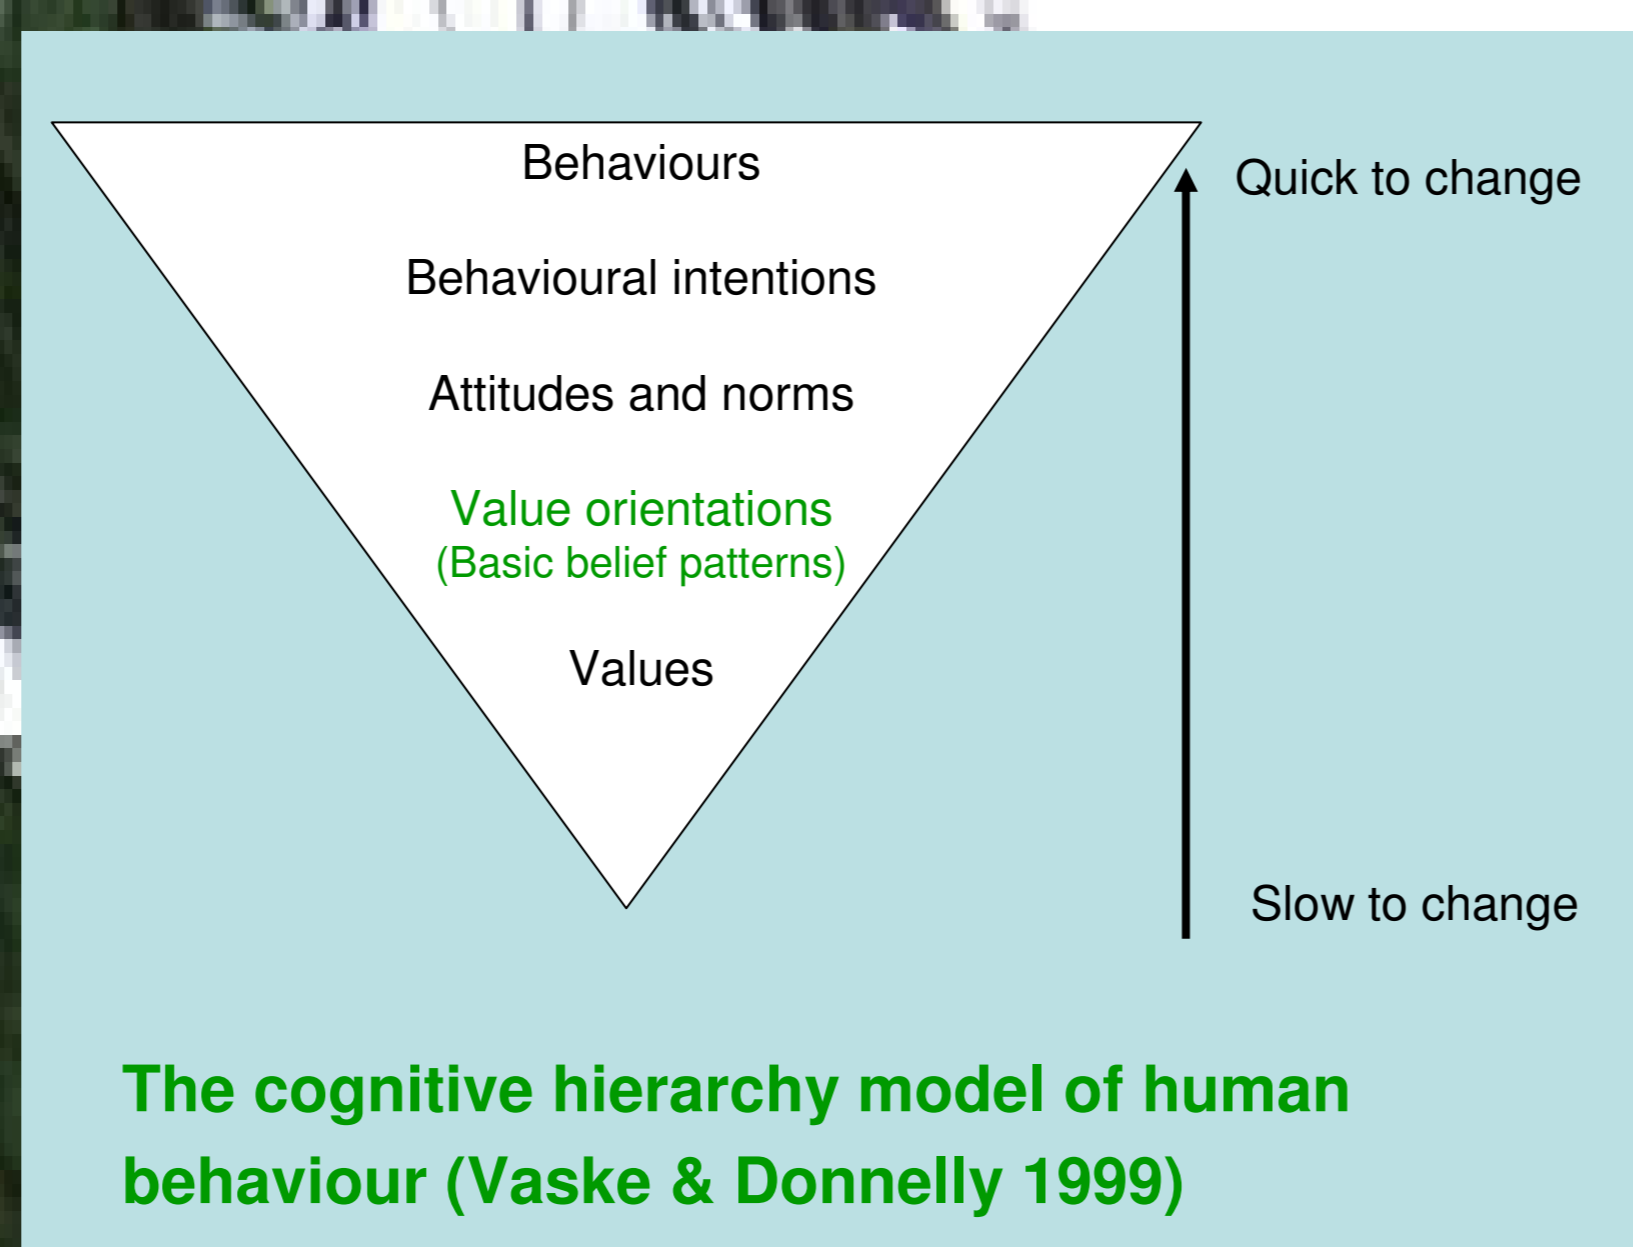 Behaviours
Quick to change
Behavioural intentions
Attitudes and norms
Value orientations
(Basic belief patterns)
Values
Slow to change
The cognitive hierarchy model of human
behaviour (Vaske & Donnelly 1999)